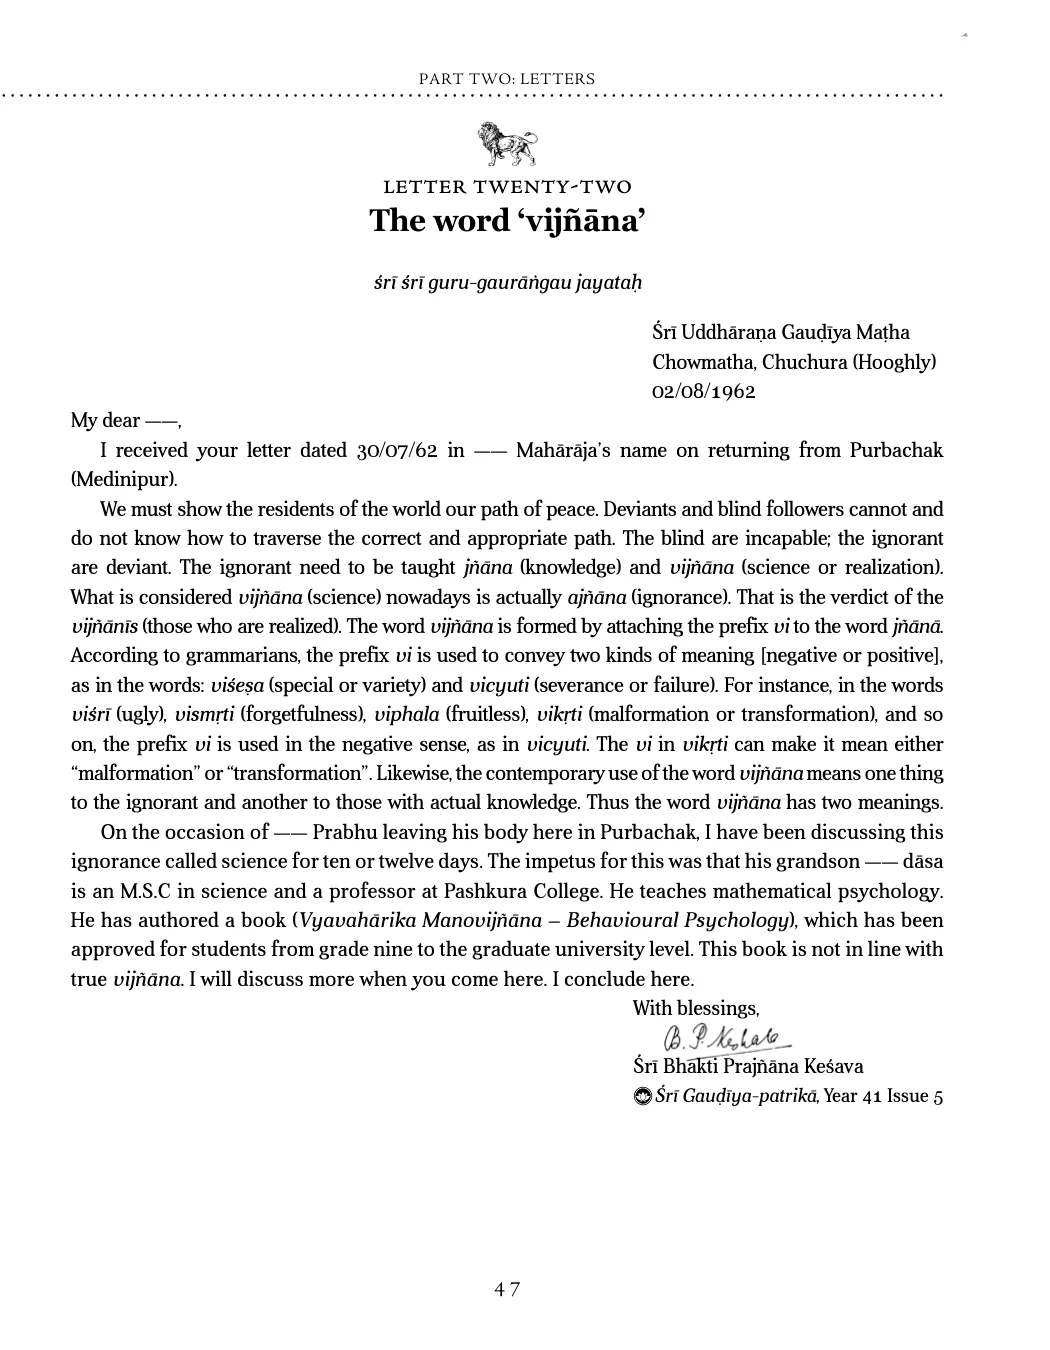 PART TWO: LETTERS
LETTER TWENTY-TWO
The word ‘vijñāna’
śrī śrī guru-gaurāṅgau jayataḥ
Śrī Uddhāraṇa Gauḍīya Maṭha
Chowmatha, Chuchura (Hooghly)
02/08/1962
My dear ——,
I received your letter dated 30/07/62 in —— Mahārāja’s name on returning from Purbachak
(Medinipur).
We must show the residents of the world our path of peace. Deviants and blind followers cannot and
do not know how to traverse the correct and appropriate path. The blind are incapable; the ignorant
are deviant. The ignorant need to be taught jñāna (knowledge) and vijñāna (science or realization).
What is considered vijñāna (science) nowadays is actually ajñāna (ignorance). That is the verdict of the
vijñānīs (those who are realized). The word vijñāna is formed by attaching the prefix vi to the word jñānā.
According to grammarians, the prefix vi is used to convey two kinds of meaning [negative or positive],
as in the words: viśeṣa (special or variety) and vicyuti (severance or failure). For instance, in the words
viśrī (ugly), vismṛti (forgetfulness), viphala (fruitless), vikṛti (malformation or transformation), and so
on, the prefix vi is used in the negative sense, as in vicyuti. The vi in vikṛti can make it mean either
“malformation” or “transformation”. Likewise, the contemporary use of the word vijñāna means one thing
to the ignorant and another to those with actual knowledge. Thus the word vijñāna has two meanings.
On the occasion of —— Prabhu leaving his body here in Purbachak, I have been discussing this
ignorance called science for ten or twelve days. The impetus for this was that his grandson —— dāsa
is an M.S.C in science and a professor at Pashkura College. He teaches mathematical psychology.
He has authored a book (Vyavahārika Manovijñāna – Behavioural Psychology), which has been
approved for students from grade nine to the graduate university level. This book is not in line with
true vijñāna. I will discuss more when you come here. I conclude here.
With blessings,
B. P. Keshab
Śrī Bhakti Prajñāna Keśava
Śrī Gauḍīya-patrikā, Year 41 Issue 5
47